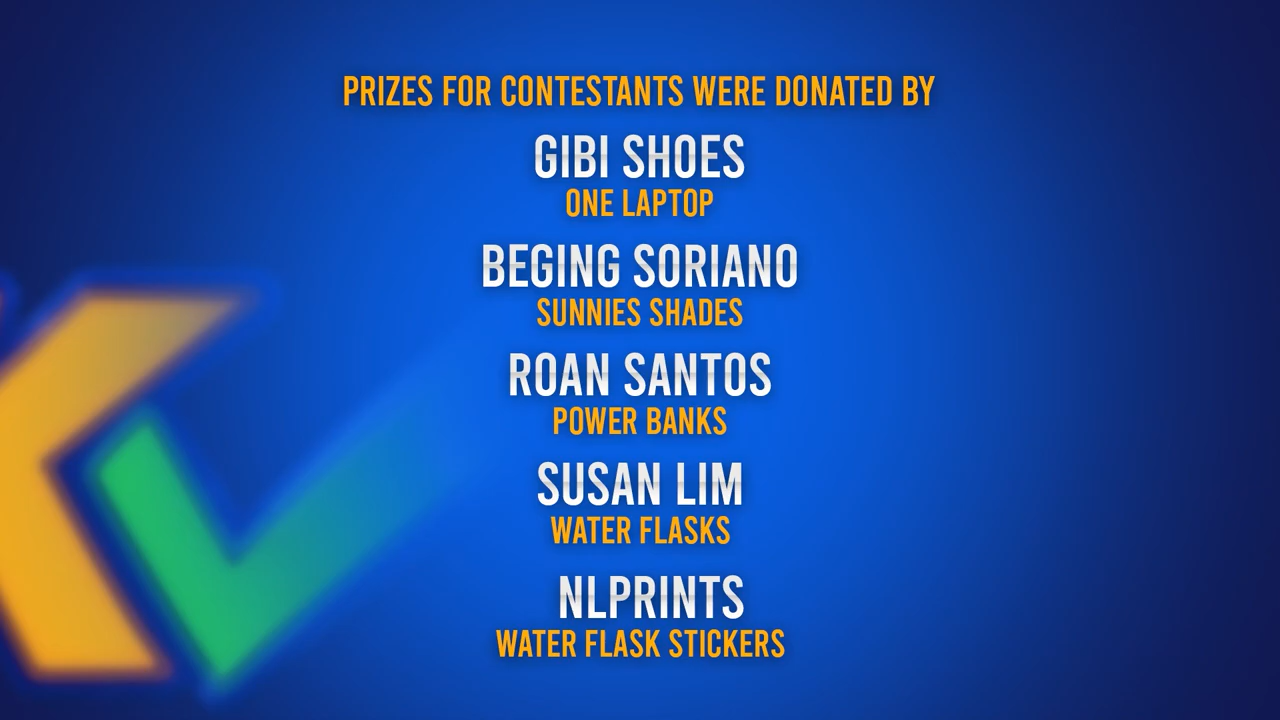 PRIZES FOR CONTESTANTS WERE DONATED BY
GIBI SHOES
ONE LAPTOP
BEGING SORIANO
SUNNIES SHADES
ROAN SANTOS
POWER BANKS
SUSAN LIM
WATER FLASKS
NLPRINTS
WATER FLASK STICKERS